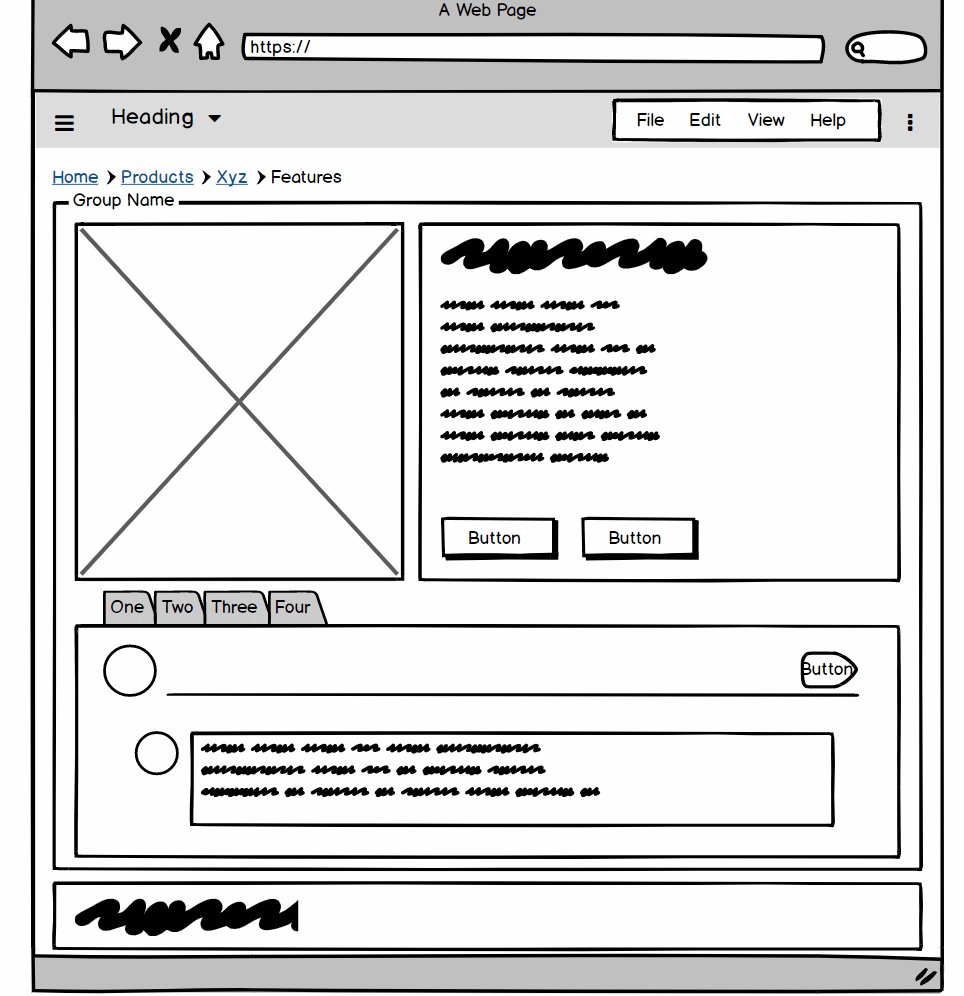 A Web Page
https://
Heading
File Edit View Help
Home Products Xyz Features
Group Name
Button Button
One Two Three Four
Button